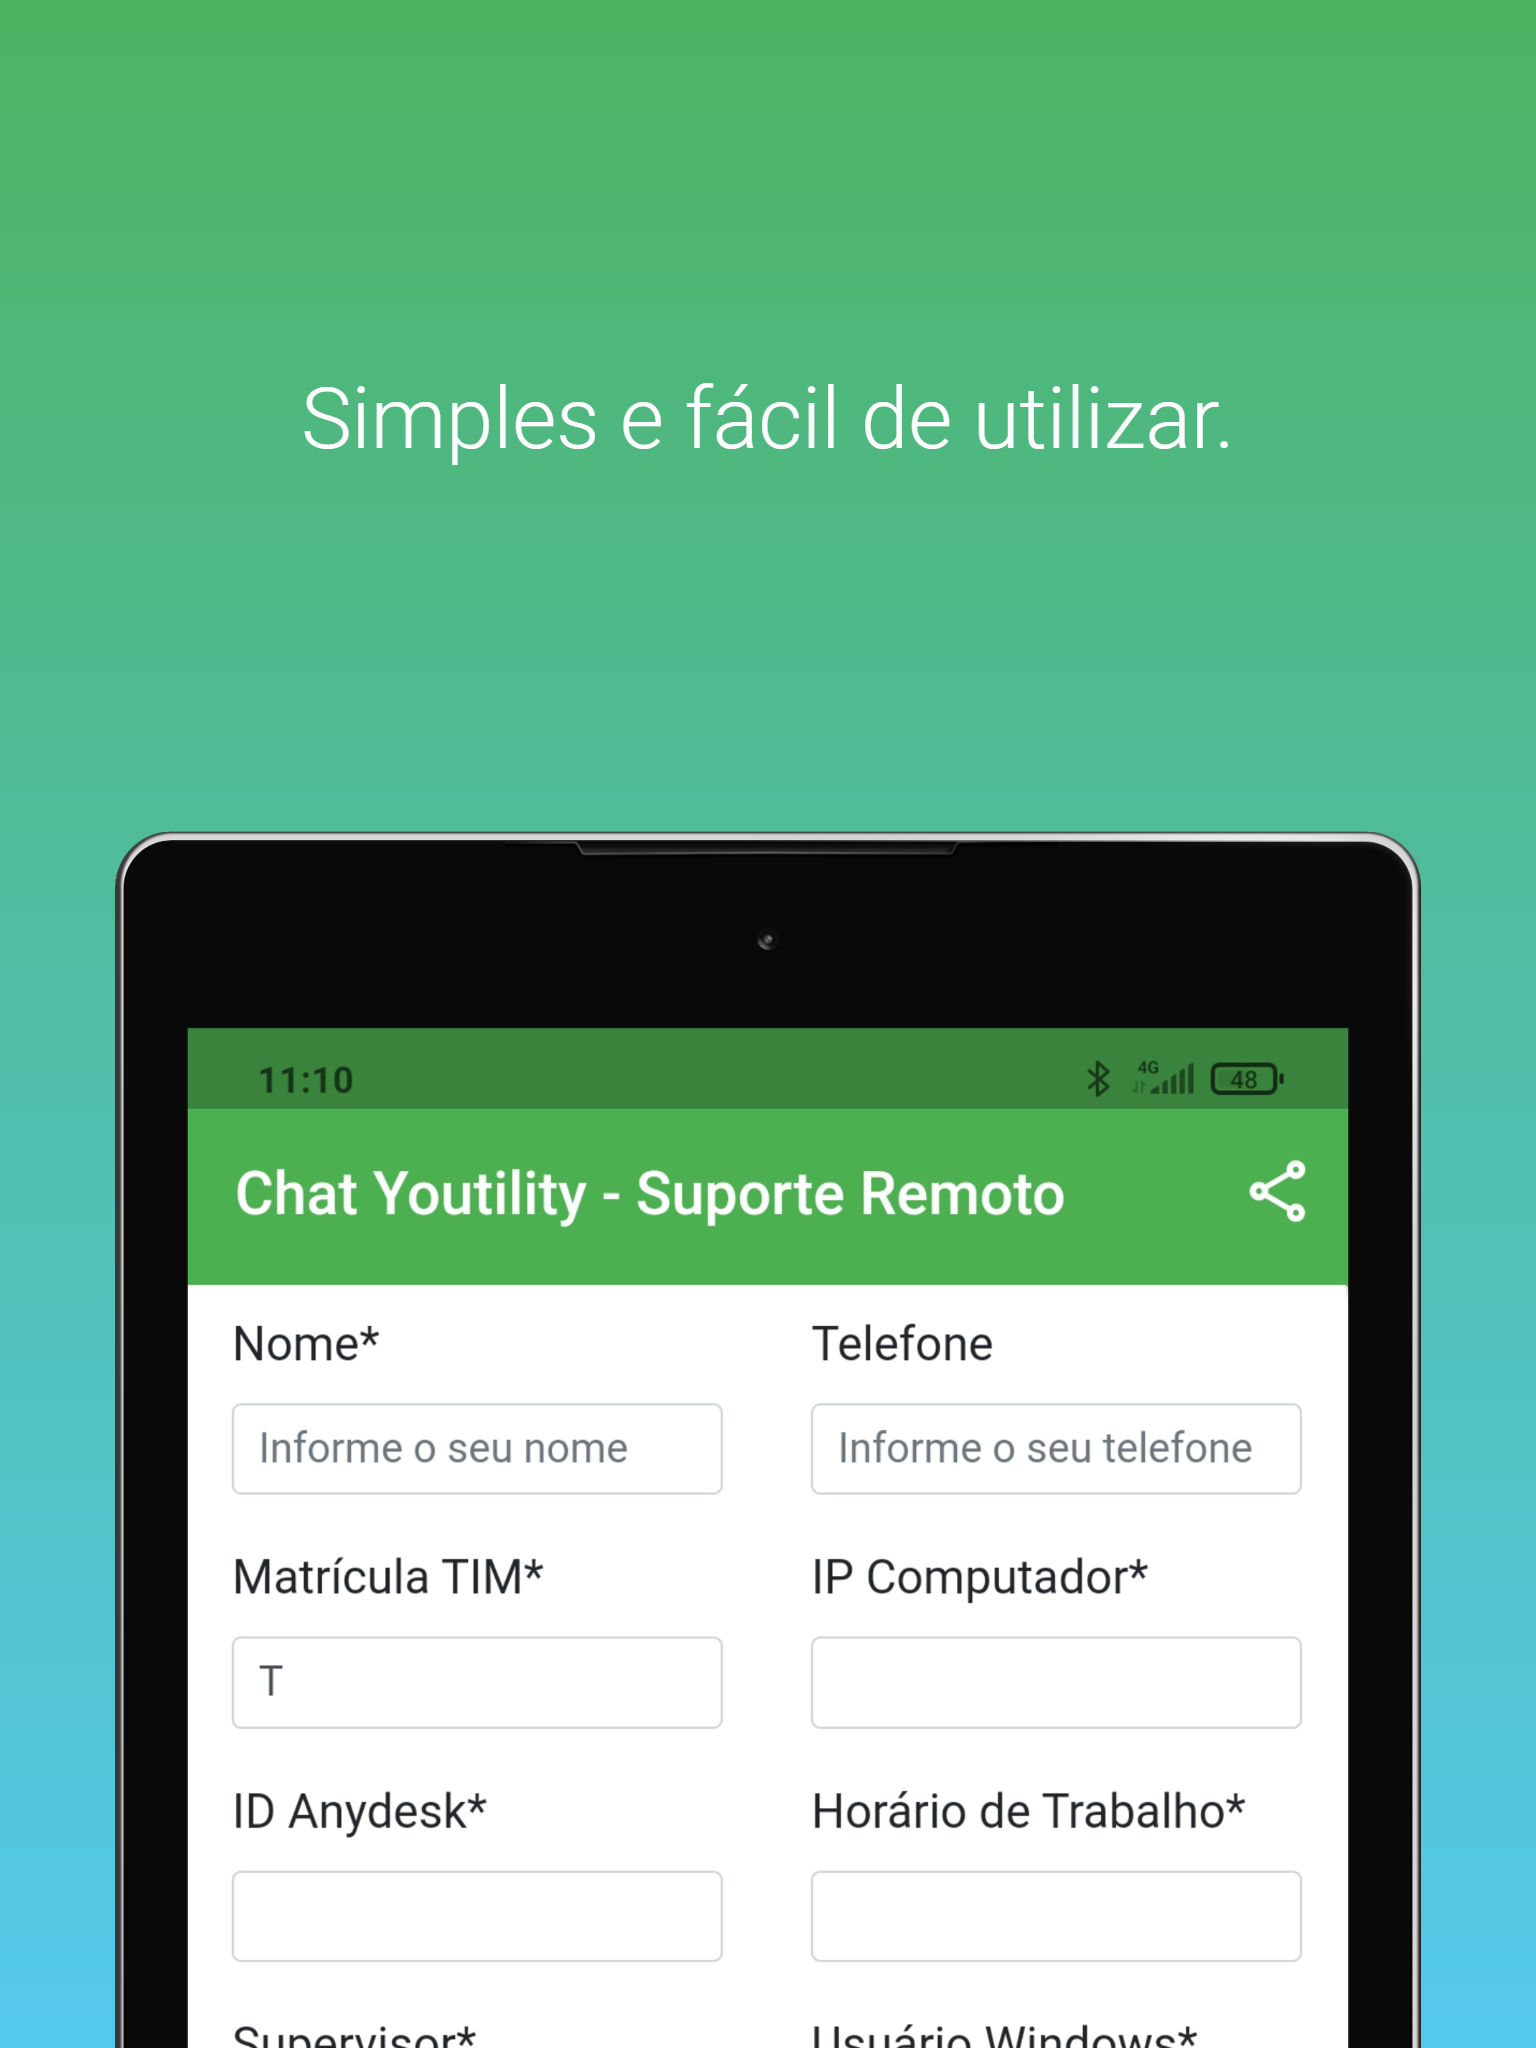 Simples e fácil de utilizar.
11:10 4G 48
Chat Youtility - Suporte Remoto
Nome* Telefone
Informe o seu nome Informe o seu telefone
Matrícula TIM* IP Computador*
T
ID Anydesk* Horário de Trabalho*
Supervisor* Usuário Windows*